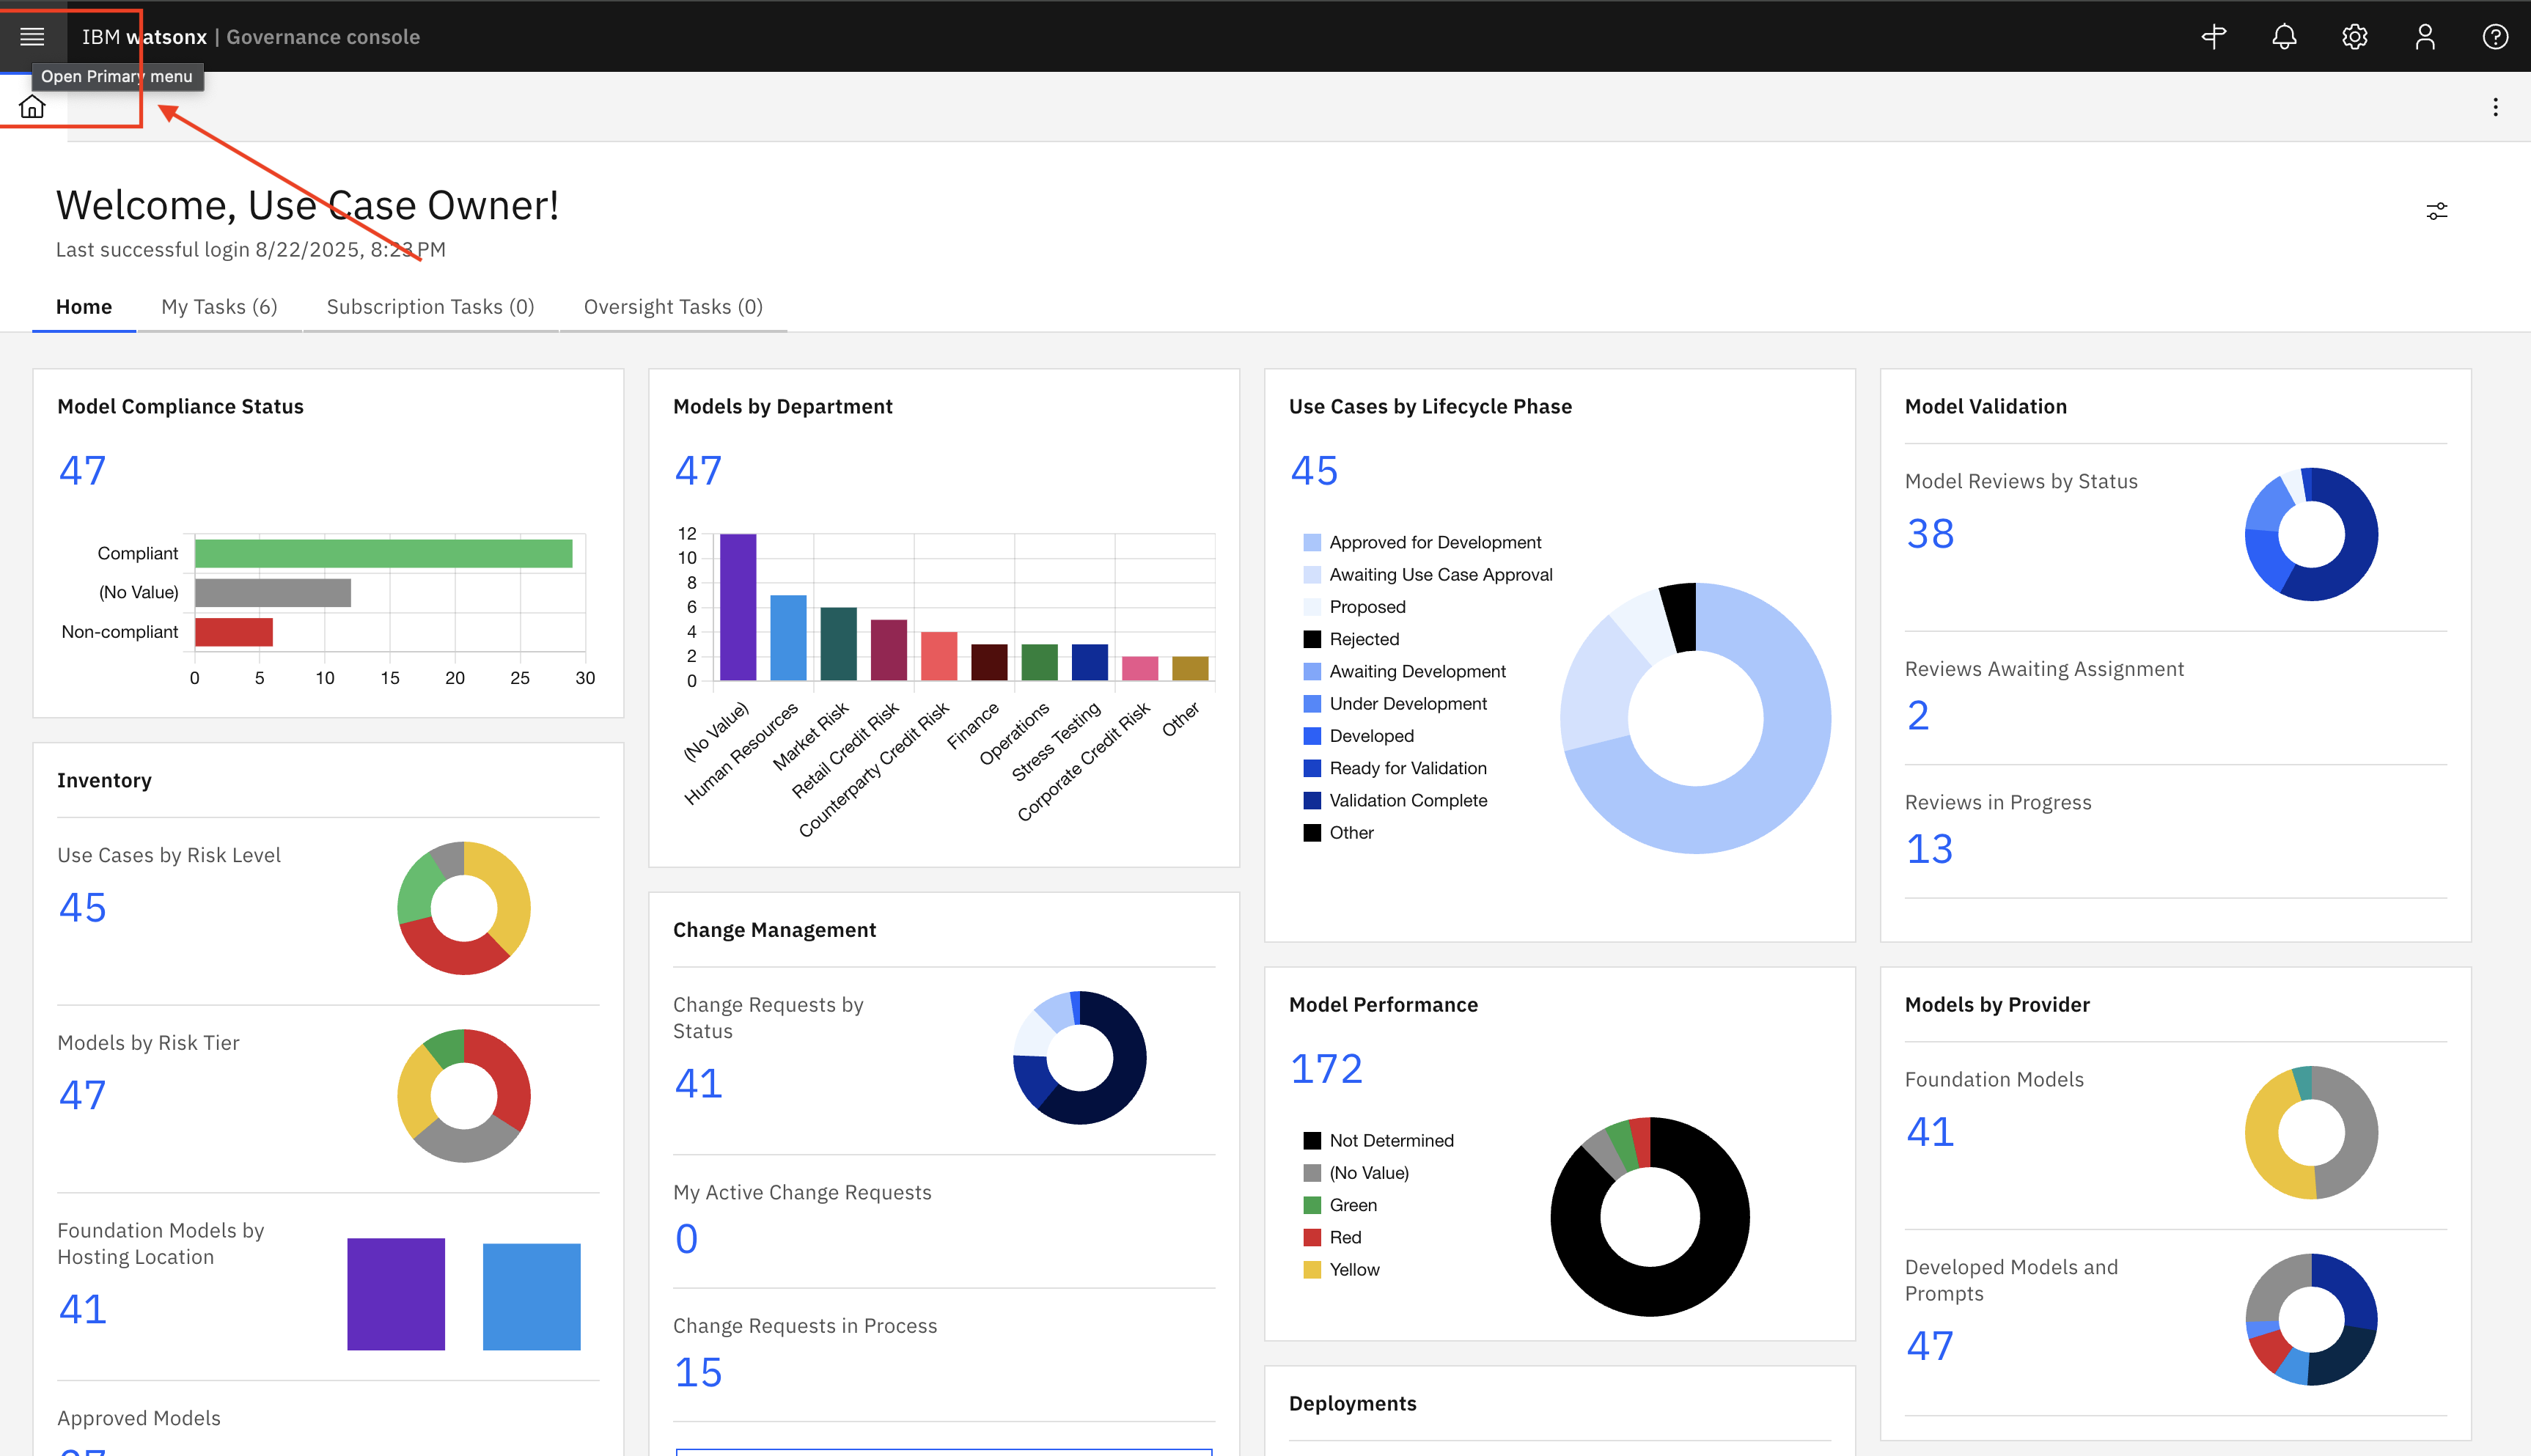 IBM watsonx | Governance console
Open Primary menu
Welcome, Use Case Owner!
Last successful login 8/22/2025, 8:23 PM
Home
My Tasks (6)
Subscription Tasks (0)
Oversight Tasks (0)
Model Compliance Status
47
Compliant
(No Value)
Non-compliant
0 5 10 15 20 25 30
Inventory
Use Cases by Risk Level
45
Models by Risk Tier
47
Foundation Models by
Hosting Location
41
Approved Models
Models by Department
47
12
10
8
6
4
2
0
(No Value)
Human Resources
Market Risk
Retail Credit Risk
Counterparty Credit Risk
Finance
Operations
Stress Testing
Corporate Credit Risk
Other
Change Management
Change Requests by
Status
41
My Active Change Requests
0
Change Requests in Process
15
Use Cases by Lifecycle Phase
45
Approved for Development
Awaiting Use Case Approval
Proposed
Rejected
Awaiting Development
Under Development
Developed
Ready for Validation
Validation Complete
Other
Model Performance
172
Not Determined
(No Value)
Green
Red
Yellow
Deployments
Model Validation
Model Reviews by Status
38
Reviews Awaiting Assignment
2
Reviews in Progress
13
Models by Provider
Foundation Models
41
Developed Models and
Prompts
47